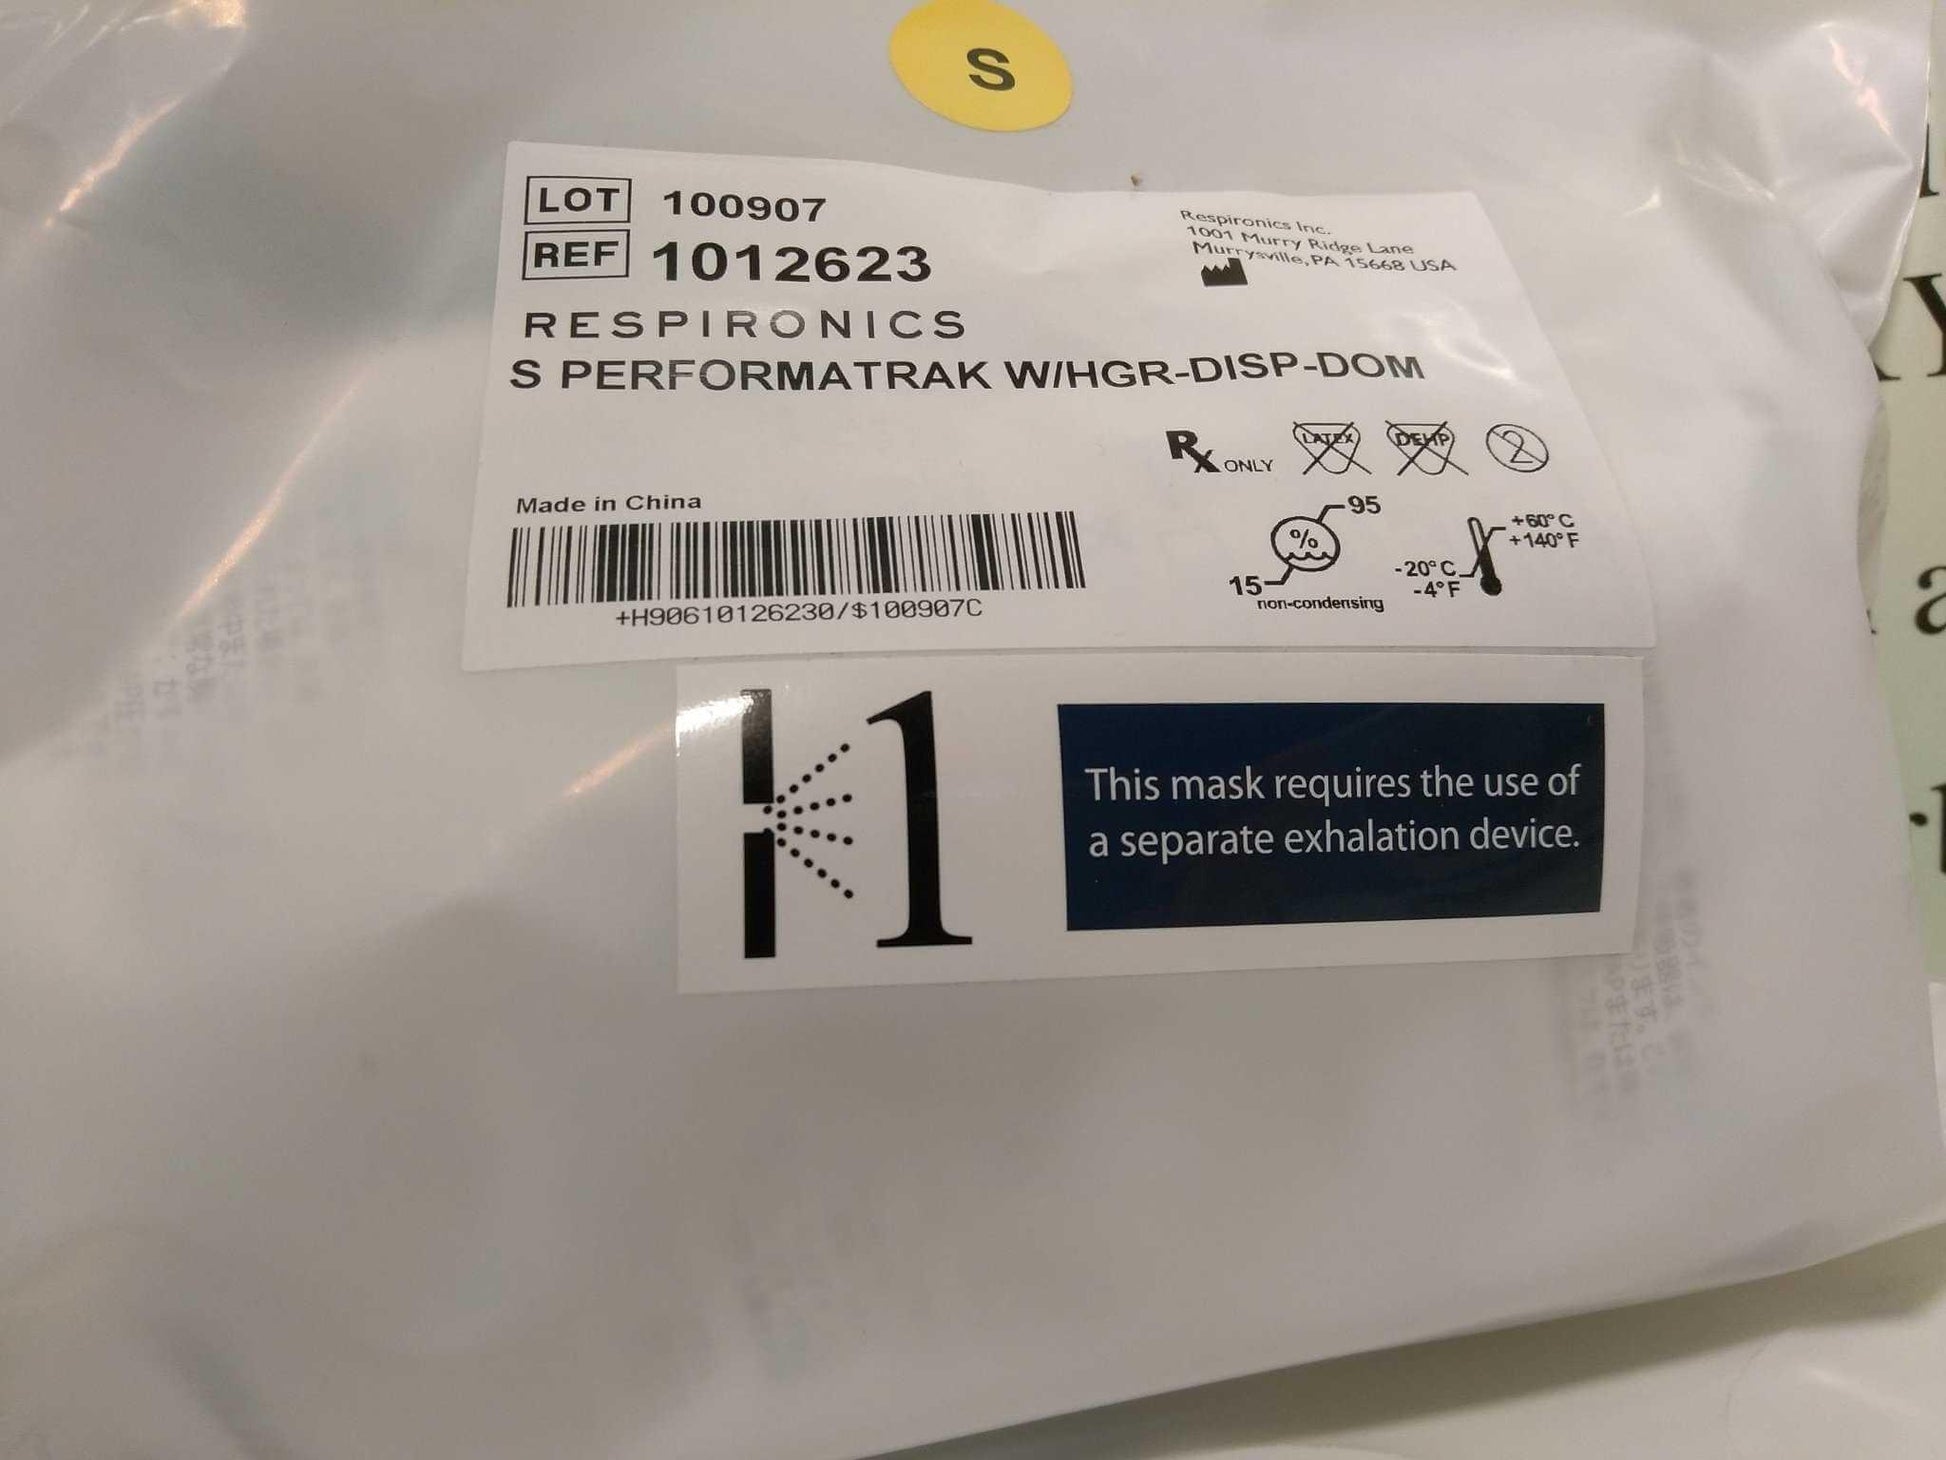 S
LOT 100907
REF 1012623
Respironics Inc.
1001 Murry Ridge Lane
Murrysville, PA 15668 USA
RESPIRONICS
S PERFORMATRAK W/HGR-DISP-DOM
Rx ONLY LATEX DEHP 2
Made in China
+H90610126230/$100907C
% 95
15
non-condensing
+60°C
+140°F
-20°C
-4°F
1
This mask requires the use of
a separate exhalation device.